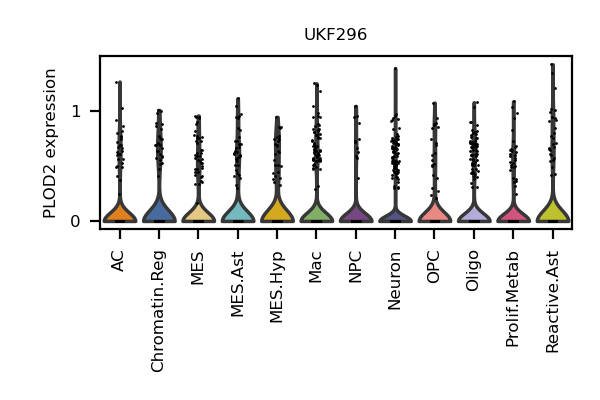 UKF296
PLOD2 expression
1
0
AC
Chromatin.Reg
MES
MES.Ast
MES.Hyp
Mac
NPC
Neuron
OPC
Oligo
Prolif.Metab
Reactive.Ast